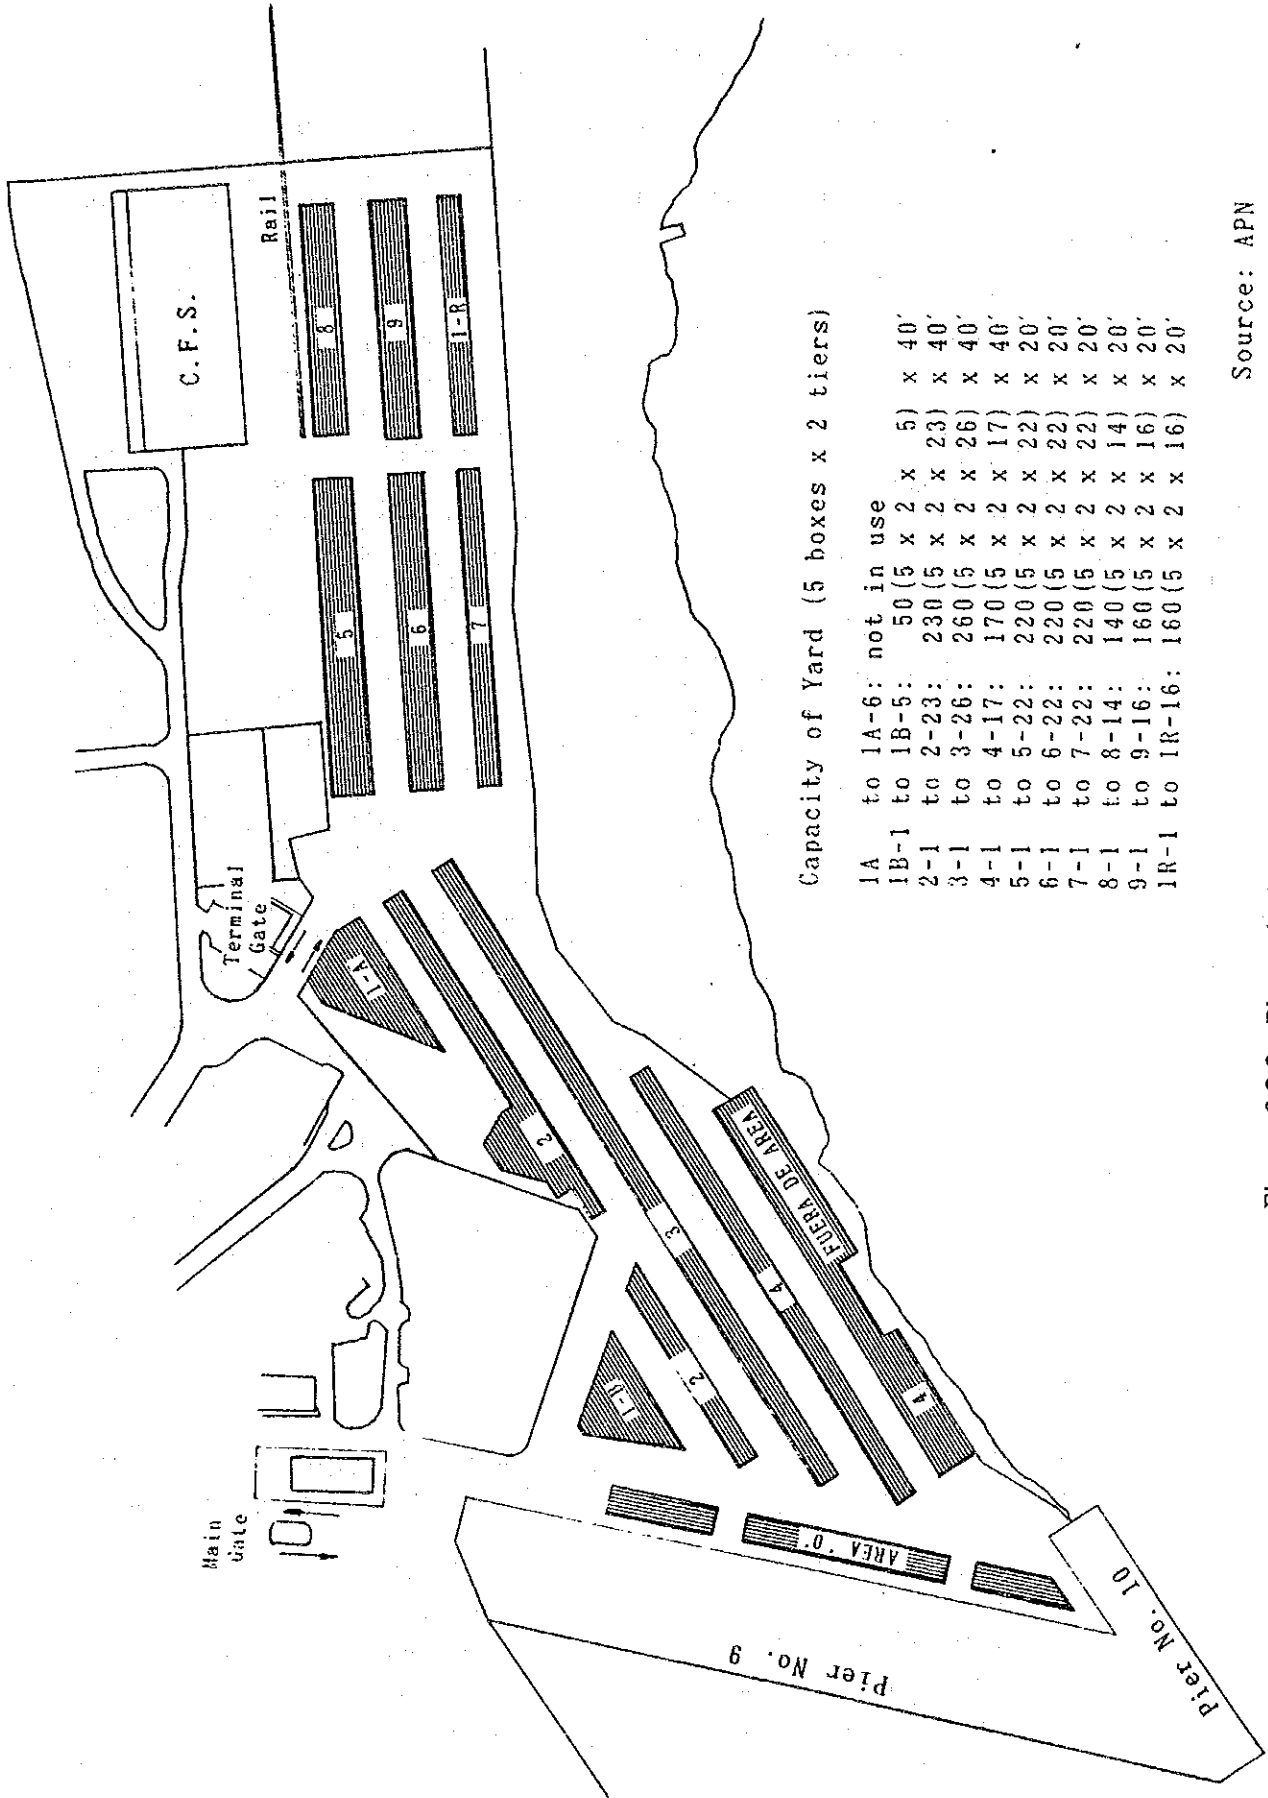 C.F.S.
Rail
8
9
1-R
5
6
7
Terminal
Gate
1-A
2
3
4
FUERA DE AREA
1-B
2
4
Main
Gate
AREA '0'
Pier No. 9
Pier No. 10
Capacity of Yard (5 boxes x 2 tiers)
1A to 1A-6: not in use
1B-1 to 1B-5: 50(5 x 2 x 5) x 40'
2-1 to 2-23: 230(5 x 2 x 23) x 40'
3-1 to 3-26: 260(5 x 2 x 26) x 40'
4-1 to 4-17: 170(5 x 2 x 17) x 40'
5-1 to 5-22: 220(5 x 2 x 22) x 20'
6-1 to 6-22: 220(5 x 2 x 22) x 20'
7-1 to 7-22: 220(5 x 2 x 22) x 20'
8-1 to 8-14: 140(5 x 2 x 14) x 20'
9-1 to 9-16: 160(5 x 2 x 16) x 20'
1R-1 to 1R-16: 160(5 x 2 x 16) x 20'
Source: APN